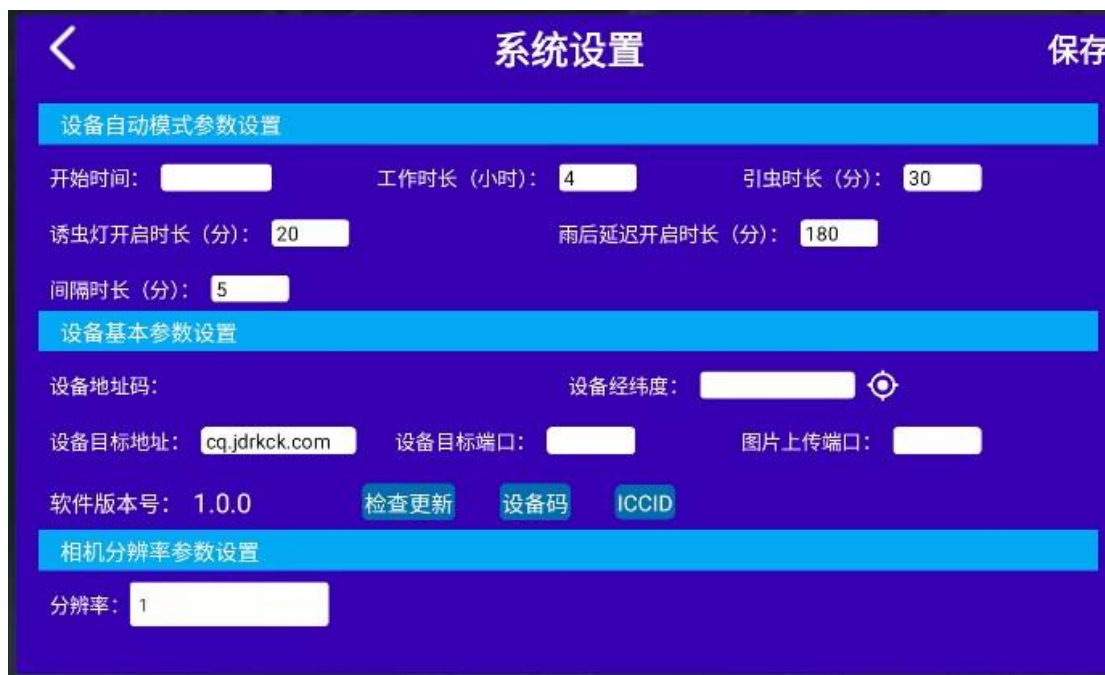 系统设置 保存
设备自动模式参数设置
开始时间： 工作时长（小时）： 4 引虫时长（分）： 30
诱虫灯开启时长（分）： 20 雨后延迟开启时长（分）： 180
间隔时长（分）： 5
设备基本参数设置
设备地址码： 设备经纬度：
设备目标地址： cq.jdrkck.com 设备目标端口： 图片上传端口：
软件版本号： 1.0.0 检查更新 设备码 ICCID
相机分辨率参数设置
分辨率： 1